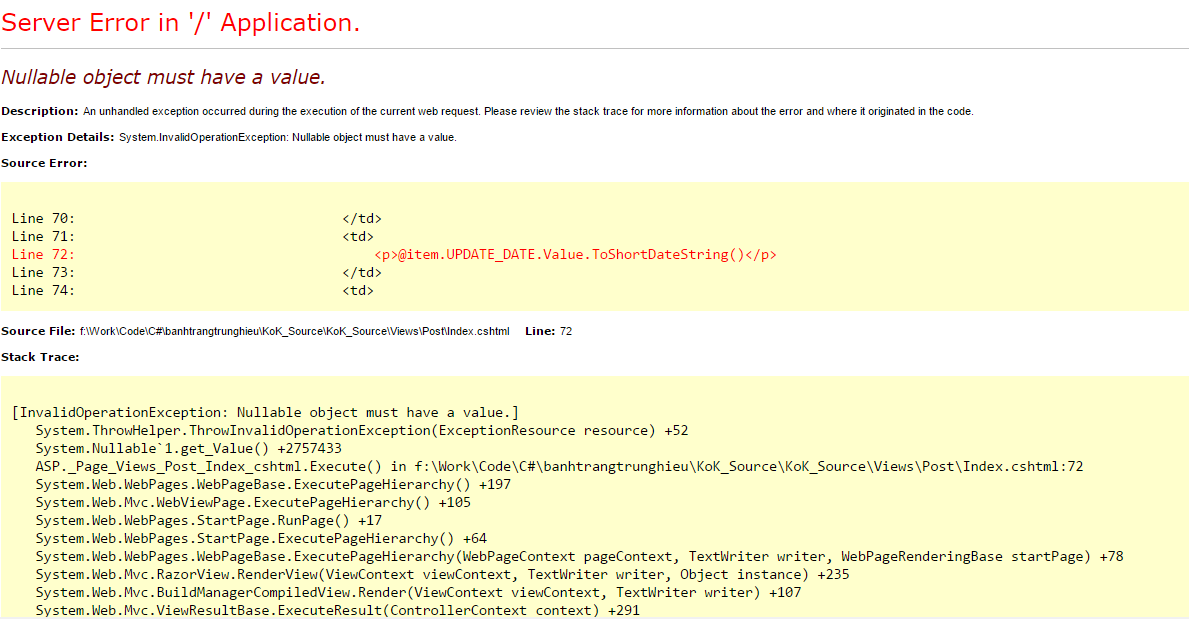 Server Error in '/' Application.
Nullable object must have a value.
Description: An unhandled exception occurred during the execution of the current web request. Please review the stack trace for more information about the error and where it originated in the code.
Exception Details: System.InvalidOperationException: Nullable object must have a value.
Source Error:
Line 70: </td>
Line 71: <td>
Line 72: <p>@item.UPDATE_DATE.Value.ToShortDateString()</p>
Line 73: </td>
Line 74: <td>
Source File: f:\Work\Code\C#\banhtrangtrunghieu\KoK_Source\KoK_Source\Views\Post\Index.cshtml Line: 72
Stack Trace:
[InvalidOperationException: Nullable object must have a value.]
System.ThrowHelper.ThrowInvalidOperationException(ExceptionResource resource) +52
System.Nullable`1.get_Value() +2757433
ASP._Page_Views_Post_Index_cshtml.Execute() in f:\Work\Code\C#\banhtrangtrunghieu\KoK_Source\KoK_Source\Views\Post\Index.cshtml:72
System.Web.WebPages.WebPageBase.ExecutePageHierarchy() +197
System.Web.Mvc.WebViewPage.ExecutePageHierarchy() +105
System.Web.WebPages.StartPage.RunPage() +17
System.Web.WebPages.StartPage.ExecutePageHierarchy() +64
System.Web.WebPages.WebPageBase.ExecutePageHierarchy(WebPageContext pageContext, TextWriter writer, WebPageRenderingBase startPage) +78
System.Web.Mvc.RazorView.RenderView(ViewContext viewContext, TextWriter writer, Object instance) +235
System.Web.Mvc.BuildManagerCompiledView.Render(ViewContext viewContext, TextWriter writer) +107
System.Web.Mvc.ViewResultBase.ExecuteResult(ControllerContext context) +291